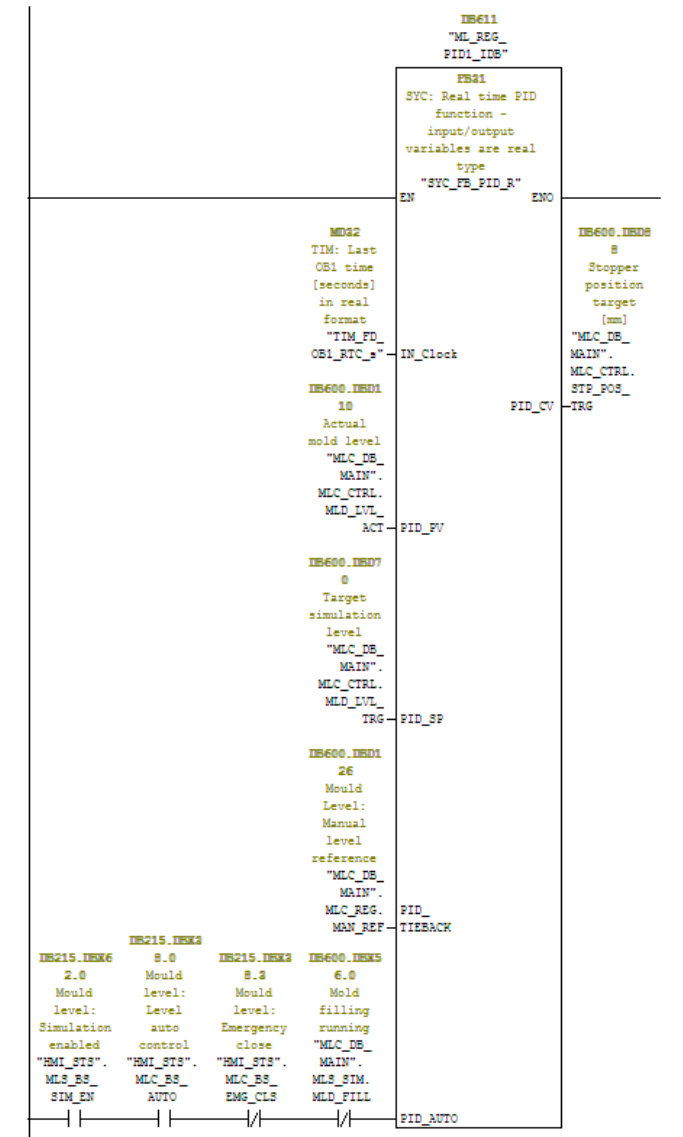 DB611
"ML_REG_
PID1_IDB"
FB31
SYC: Real time PID
function -
input/output
variables are real
type
"SYC_FB_PID_R"
EN ENO
MD32
TIM: Last
OB1 time
[seconds]
in real
format
"TIM_FD_
OB1_RTC_s" IN_Clock
DB600.DBD8
8
Stopper
position
target
[mm]
"MLC_DB_
MAIN".
MLC_CTRL.
STP_POS_
PID_CV TRG
DB600.DBD1
10
Actual
mold level
"MLC_DB_
MAIN".
MLC_CTRL.
MLD_LVL_
ACT PID_PV
DB600.DBD7
0
Target
simulation
level
"MLC_DB_
MAIN".
MLC_CTRL.
MLD_LVL_
TRG PID_SP
DB600.DBD1
26
Mould
Level:
Manual
level
reference
"MLC_DB_
MAIN".
MLC_REG. PID_
MAN_REF TIEBACK
DB215.DBX6
2.0
Mould
level:
Simulation
enabled
"HMI_STS".
MLS_BS_
SIM_EN
DB215.DBX3
8.0
Mould
level:
Level
auto
control
"HMI_STS".
MLC_BS_
AUTO
DB215.DBX3
8.3
Mould
level:
Emergency
close
"HMI_STS".
MLC_BS_
EMG_CLS
DB600.DBX5
6.0
Mold
filling
running
"MLC_DB_
MAIN".
MLS_SIM.
MLD_FILL
PID_AUTO